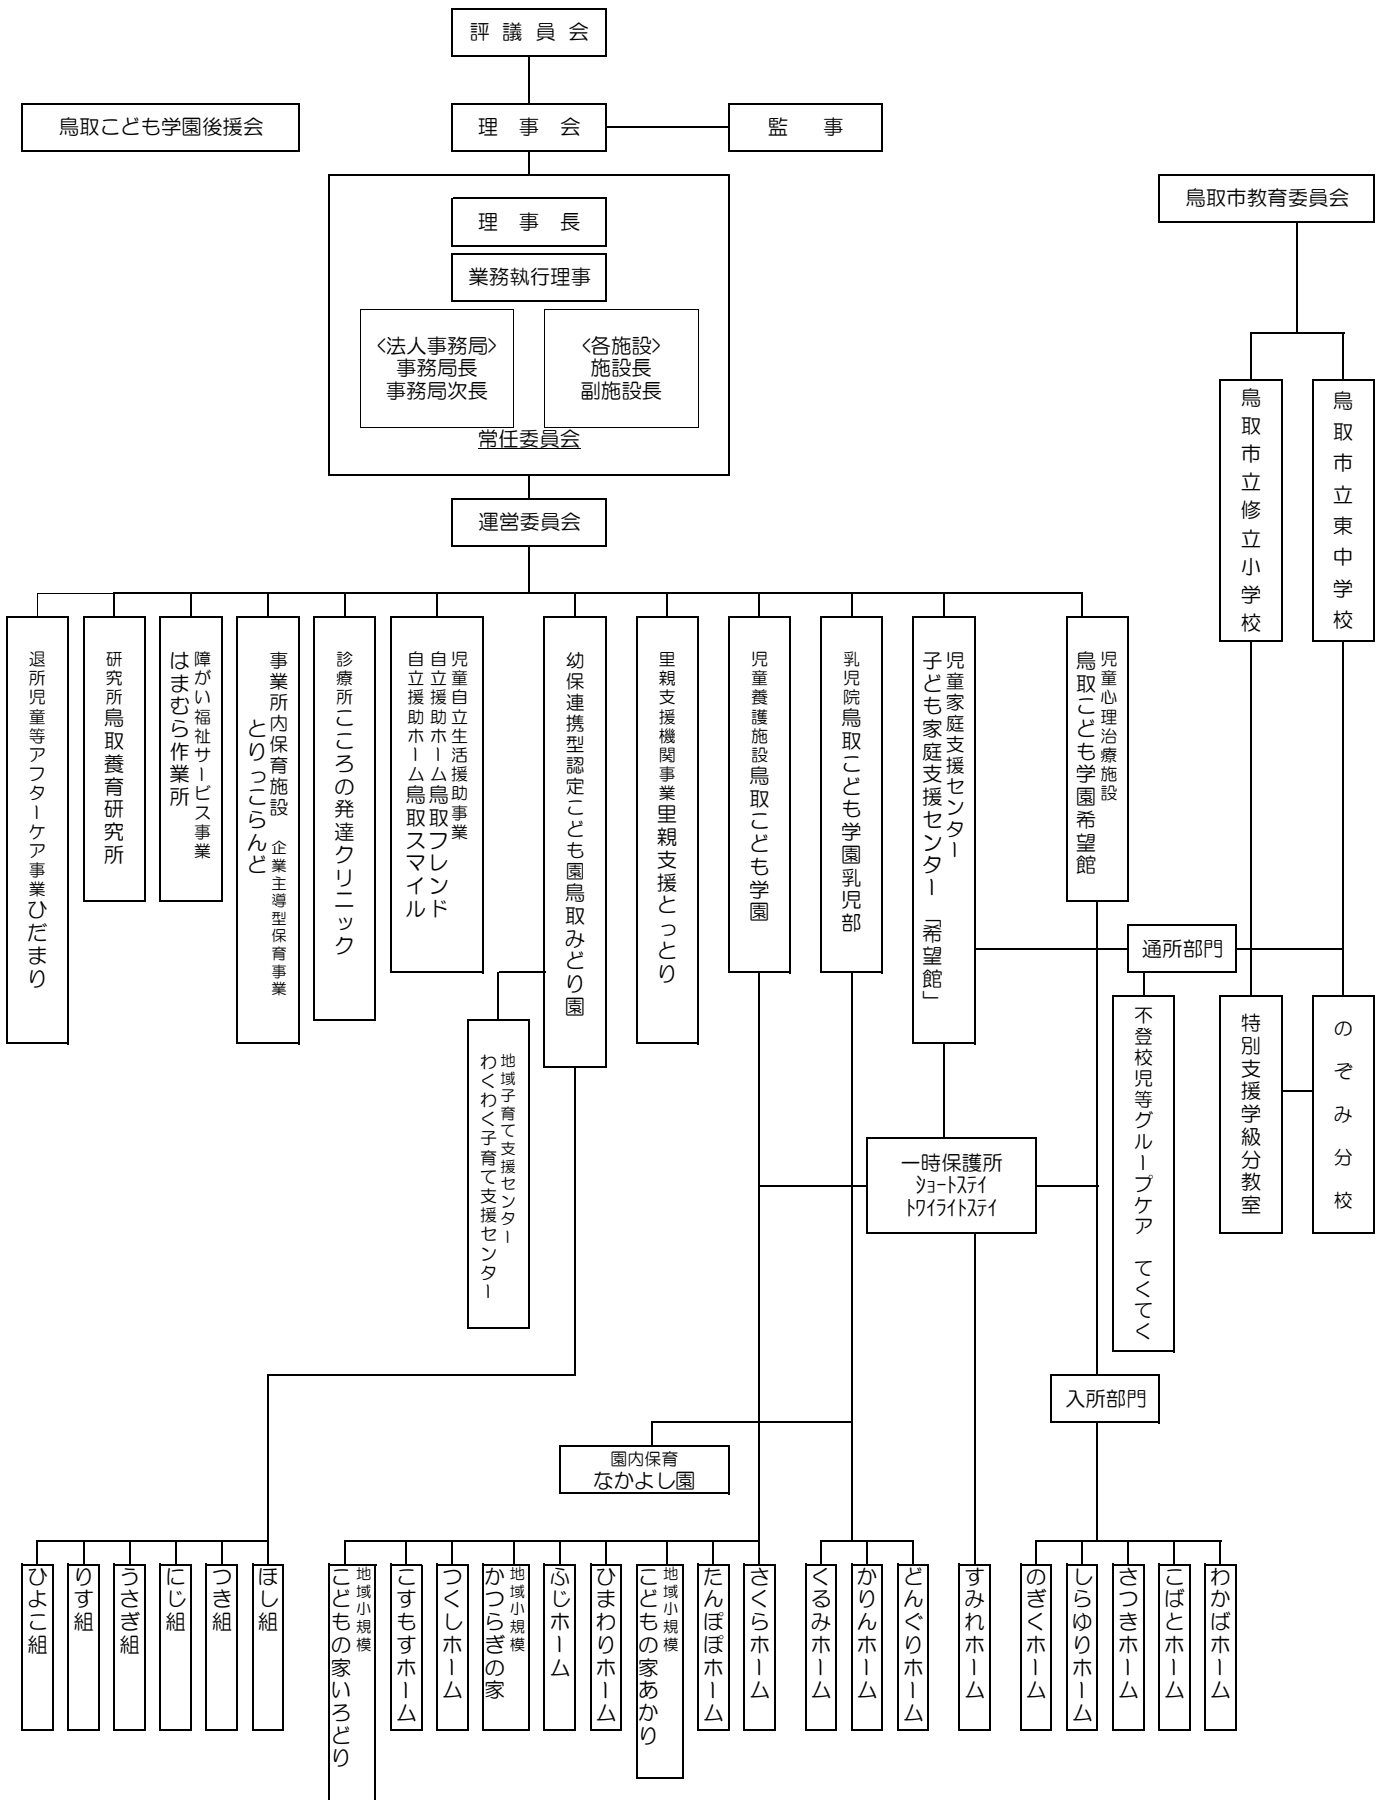 評議員会
鳥取こども学園後援会
理事会
監事
鳥取市教育委員会
理事長
業務執行理事
<法人事務局>
事務局長
事務局次長
<各施設>
施設長
副施設長
常任委員会
運営委員会
鳥取市立修立小学校
鳥取市立東中学校
退所児童等アフターケア事業ひだまり
研究所鳥取養育研究所
障がい福祉サービス事業
はまむら作業所
事業所内保育施設 企業主導型保育事業
とりっこらんど
診療所こころの発達クリニック
児童自立生活援助事業
自立援助ホーム鳥取フレンド
自立援助ホーム鳥取スマイル
幼保連携型認定こども園鳥取みどり園
里親支援機関事業里親支援とっとり
児童養護施設鳥取こども学園
乳児院鳥取こども学園乳児部
児童家庭支援センター
子ども家庭支援センター「希望館」
児童心理治療施設
鳥取こども学園希望館
通所部門
地域子育て支援センター
わくわく子育て支援センター
不登校児等グループケア てくてく
特別支援学級分教室
のぞみ分校
一時保護所
ショートステイ
トワイライトステイ
入所部門
園内保育
なかよし園
ひよこ組
りす組
うさぎ組
にじ組
つき組
ほし組
地域小規模
こどもの家いろどり
こすもすホーム
つくしホーム
地域小規模
かつらぎの家
ふじホーム
ひまわりホーム
地域小規模
こどもの家あかり
たんぽぽホーム
さくらホーム
くるみホーム
かりんホーム
どんぐりホーム
すみれホーム
のぎくホーム
しらゆりホーム
さつきホーム
こばとホーム
わかばホーム